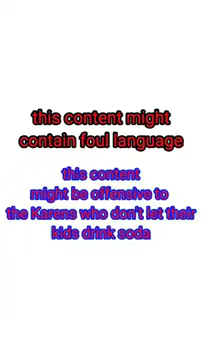 this content might
contain foul language
this content
might be offensive to
the Karens who don't let their
kids drink soda